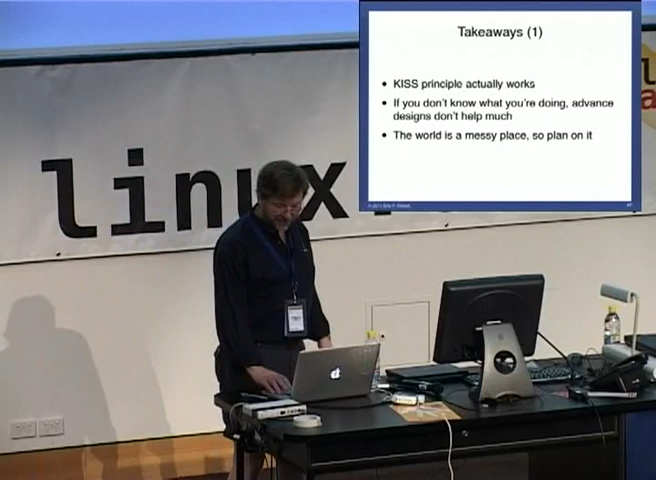 Takeaways (1)
• KISS principle actually works
• If you don't know what you're doing, advance
designs don't help much
• The world is a messy place, so plan on it
linux